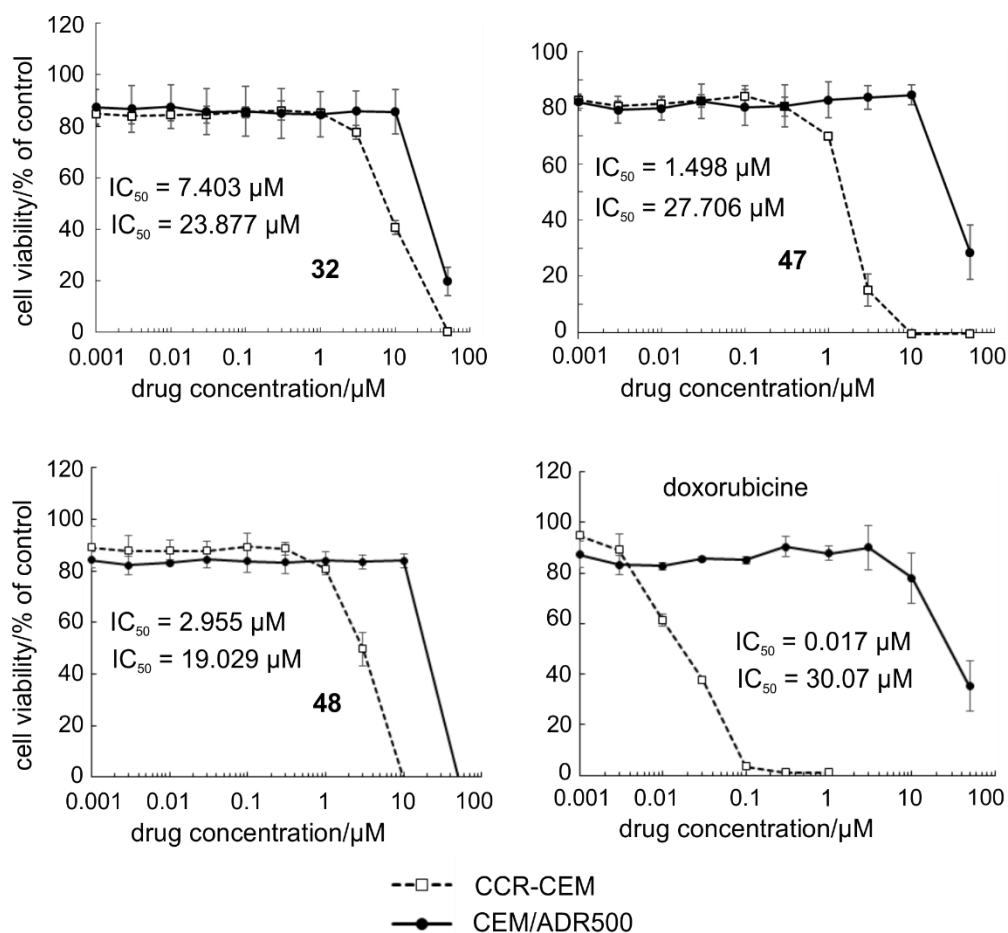 120
100
80
60
40
20
0
cell viability/% of control
IC₅₀ = 7.403 µM
IC₅₀ = 23.877 µM
32
0.001 0.01 0.1 1 10 100
drug concentration/µM
120
100
80
60
40
20
0
IC₅₀ = 1.498 µM
IC₅₀ = 27.706 µM
47
0.001 0.01 0.1 1 10 100
drug concentration/µM
120
100
80
60
40
20
0
cell viability/% of control
IC₅₀ = 2.955 µM
IC₅₀ = 19.029 µM
48
0.001 0.01 0.1 1 10 100
drug concentration/µM
120
100
80
60
40
20
0
doxorubicine
IC₅₀ = 0.017 µM
IC₅₀ = 30.07 µM
0.001 0.01 0.1 1 10 100
drug concentration/µM
CCR-CEM
CEM/ADR500